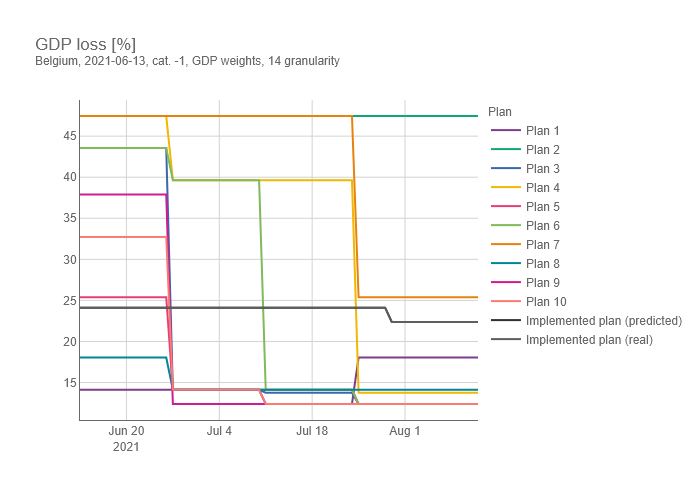 GDP loss [%]
Belgium, 2021-06-13, cat. -1, GDP weights, 14 granularity
45
40
35
30
25
20
15
Jun 20
2021
Jul 4
Jul 18
Aug 1
Plan
Plan 1
Plan 2
Plan 3
Plan 4
Plan 5
Plan 6
Plan 7
Plan 8
Plan 9
Plan 10
Implemented plan (predicted)
Implemented plan (real)